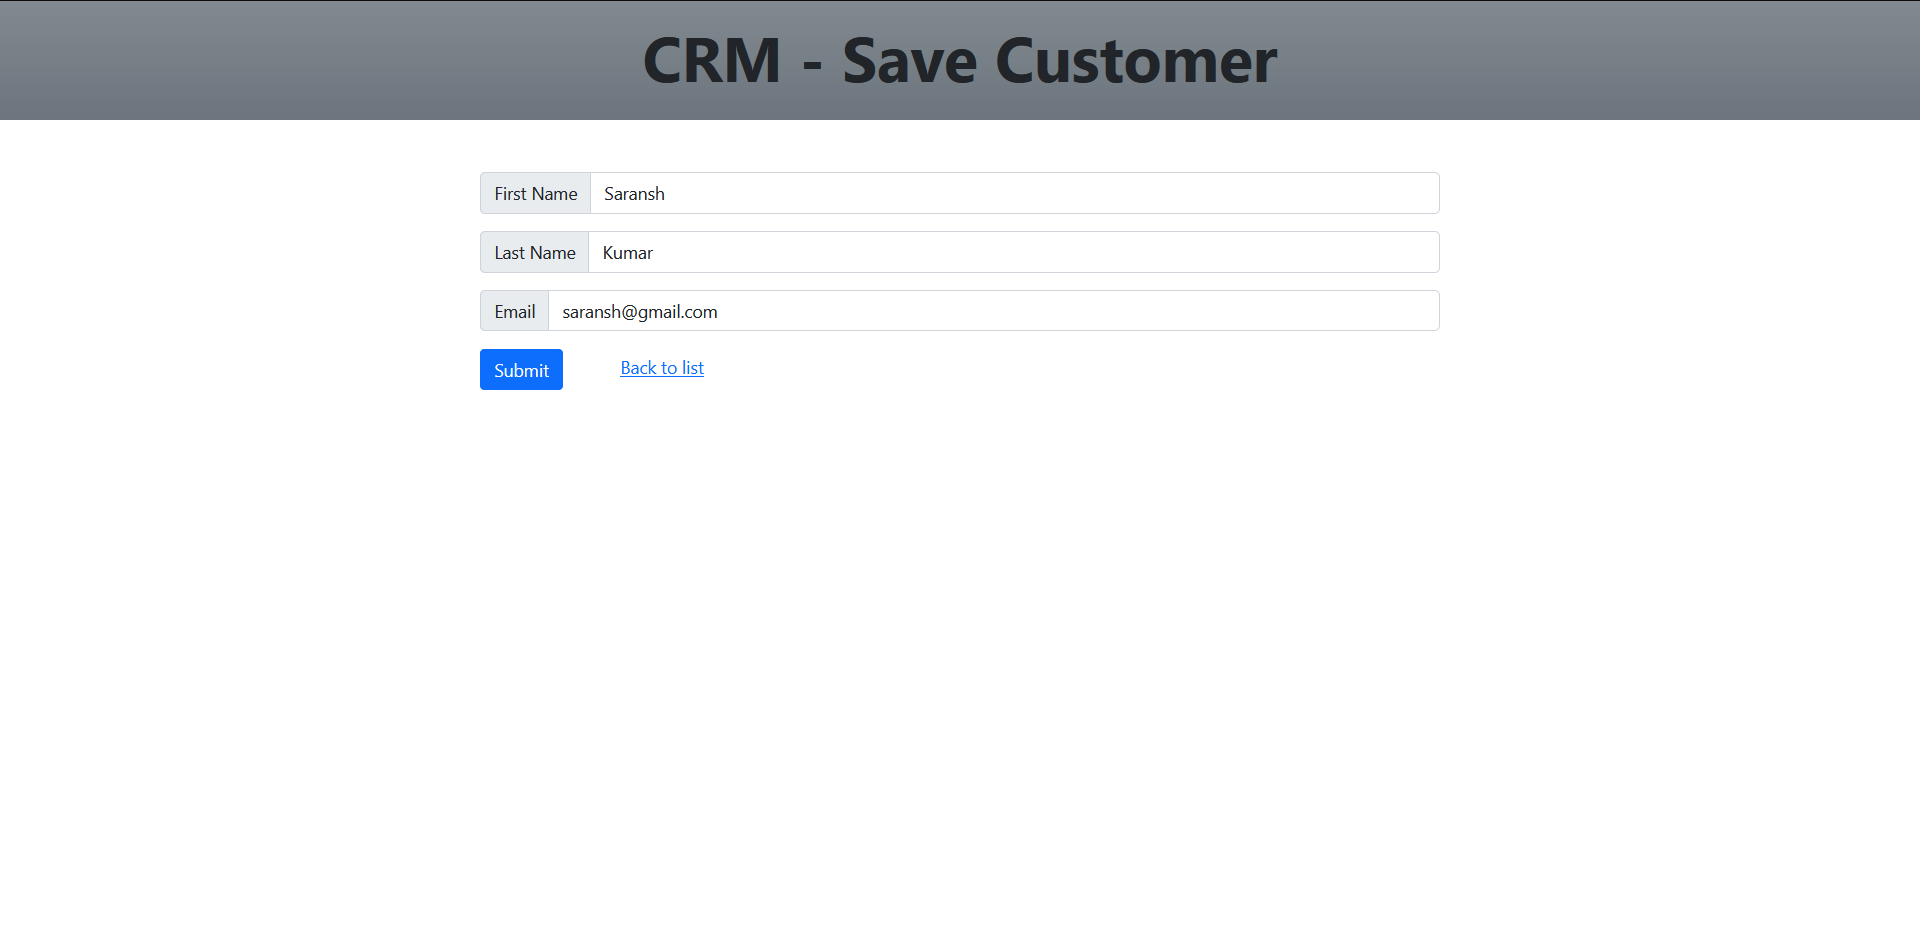 CRM - Save Customer
First Name Saransh
Last Name Kumar
Email saransh@gmail.com
Submit Back to list